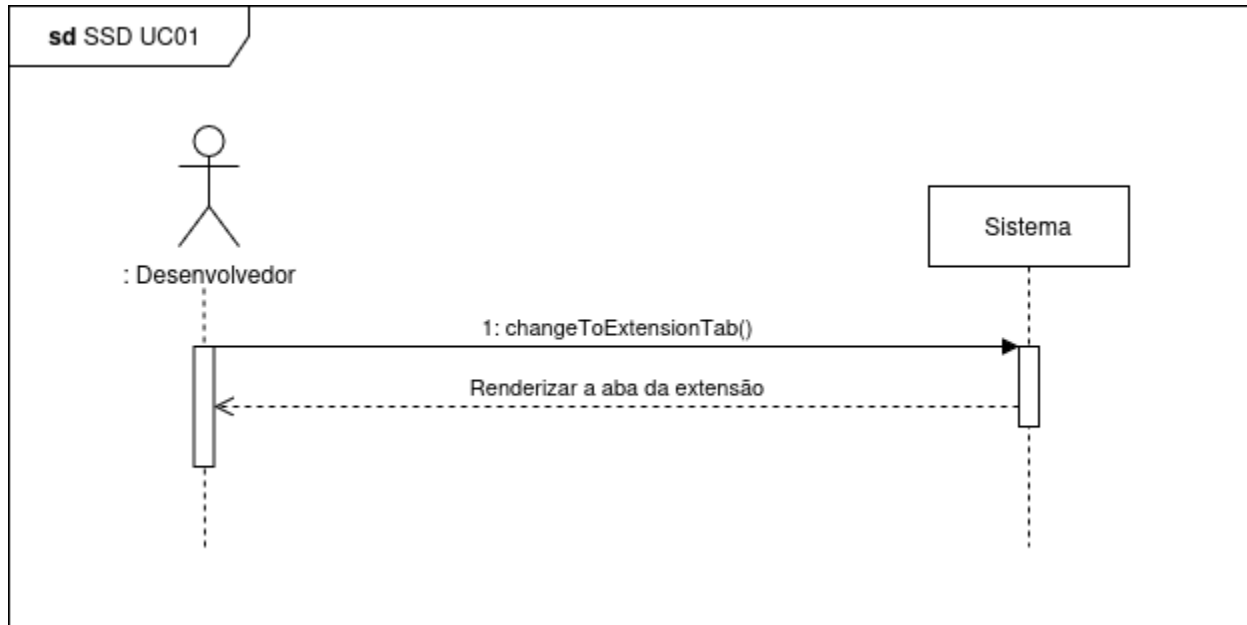 sd SSD UC01
Sistema
: Desenvolvedor
1: changeToExtensionTab()
Renderizar a aba da extensão